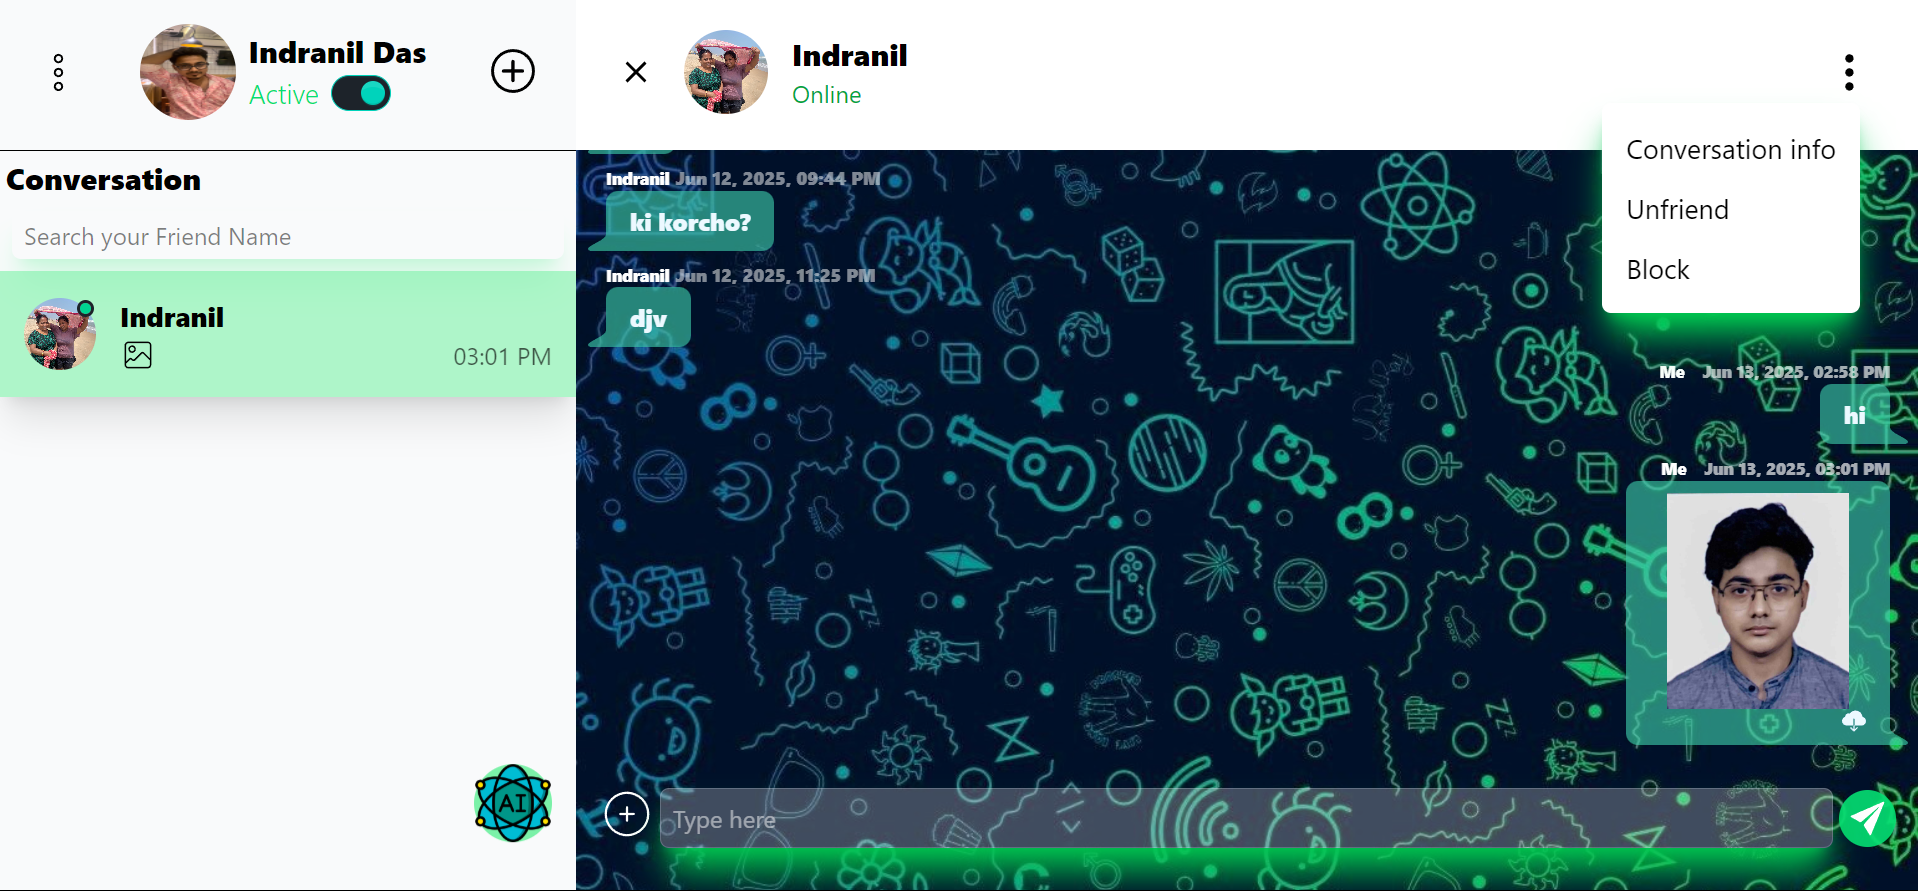 Indranil Das
Active
Conversation
Search your Friend Name
Indranil
03:01 PM
AI
Indranil
Online
Conversation info
Unfriend
Block
Indranil Jun 12, 2025, 09:44 PM
ki korcho?
Indranil Jun 12, 2025, 11:25 PM
djv
Me Jun 13, 2025, 02:58 PM
hi
Me Jun 13, 2025, 03:01 PM
Type here